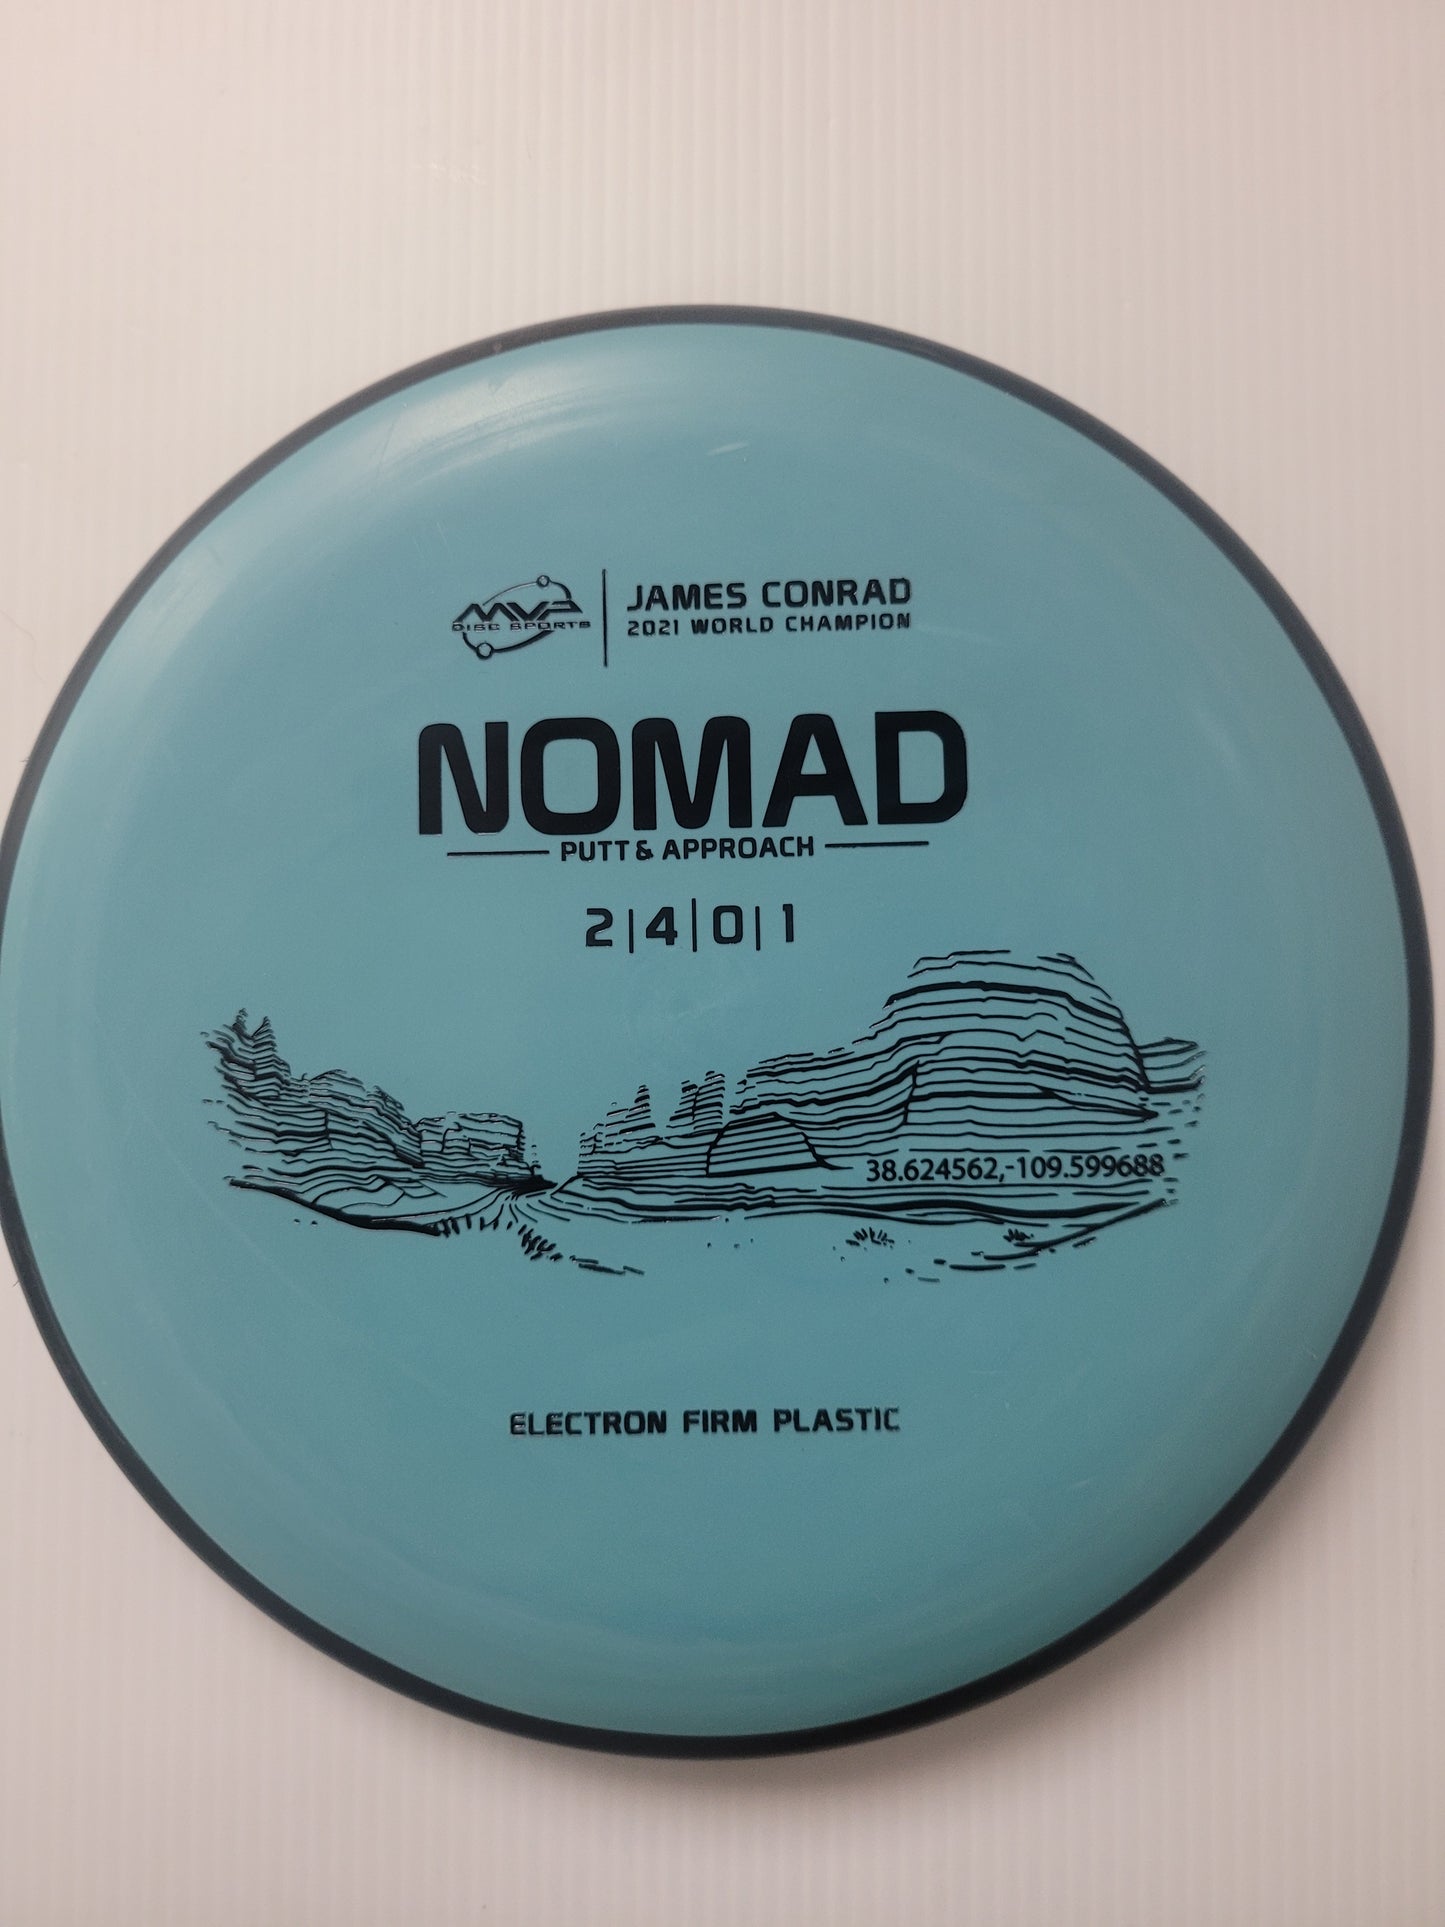 MVP
DISC SPORTS
JAMES CONRAD
2021 WORLD CHAMPION
NOMAD
PUTT & APPROACH
2|4|0|1
38.624562,-109.599688
ELECTRON FIRM PLASTIC